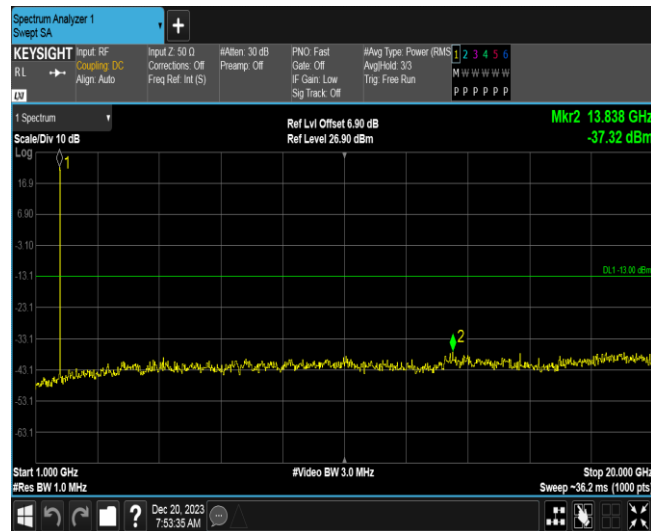 Spectrum Analyzer 1
Swept SA
+
KEYSIGHT
RL
LXI
Input: RF
Coupling: DC
Align: Auto
Input Z: 50 Ω
Corrections: Off
Freq Ref: Int (S)
#Atten: 30 dB
Preamp: Off
PNO: Fast
Gate: Off
IF Gain: Low
Sig Track: Off
#Avg Type: Power (RMS
Avg|Hold: 3/3
Trig: Free Run
1 2 3 4 5 6
M W W W W W
P P P P P P
1 Spectrum
Scale/Div 10 dB
Log
Ref Lvl Offset 6.90 dB
Ref Level 26.90 dBm
Mkr2 13.838 GHz
-37.32 dBm
1
16.9
6.90
-3.10
-13.1
DL1 -13.00 dBm
-23.1
-33.1
2
-43.1
-53.1
-63.1
Start 1.000 GHz
#Res BW 1.0 MHz
#Video BW 3.0 MHz
Stop 20.000 GHz
Sweep ~36.2 ms (1000 pts)
?
Dec 20, 2023
7:53:35 AM